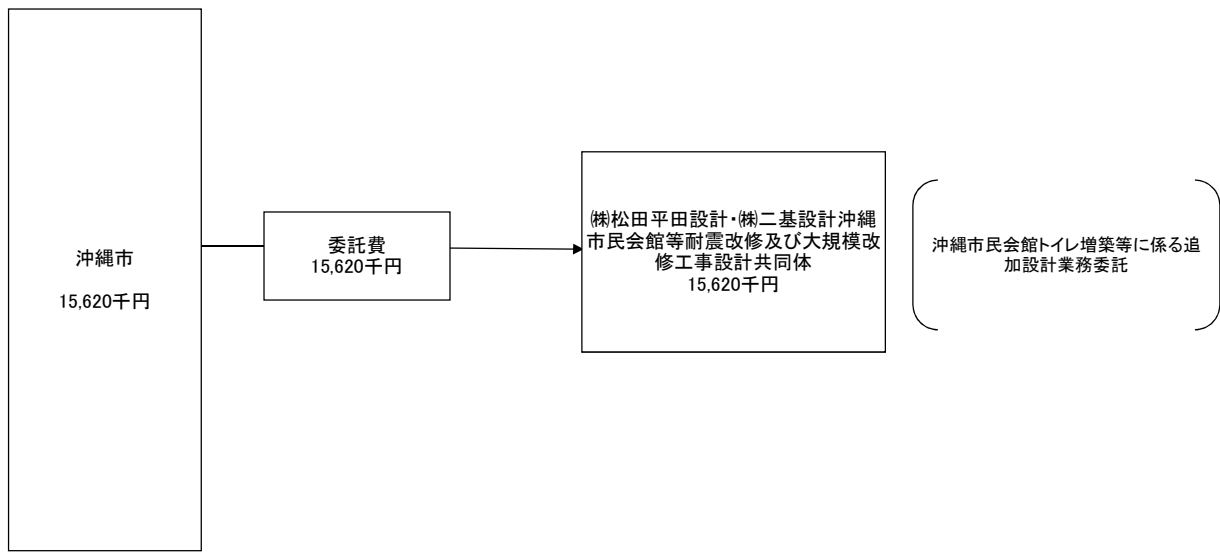 沖縄市
15,620千円
委託費
15,620千円
㈱松田平田設計・㈱二基設計沖縄
市民会館等耐震改修及び大規模改
修工事設計共同体
15,620千円
沖縄市民会館トイレ増築等に係る追
加設計業務委託